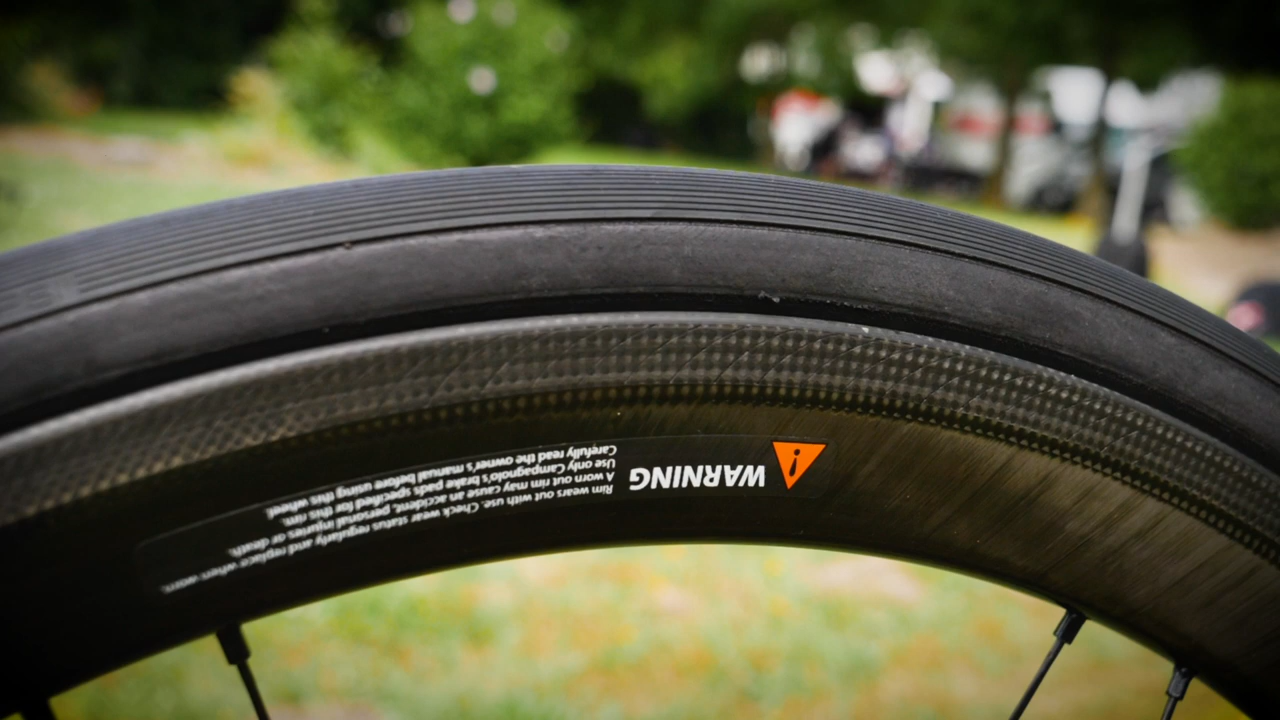 WARNING
Rim wears out with out use. Check wear status regularly and replace when worn.
A worn out rim may cause an accident, personal injuries or death.
Use only Campagnolo's brake pads specified for this rim.
Carefully read the owner's manual before using this wheel.